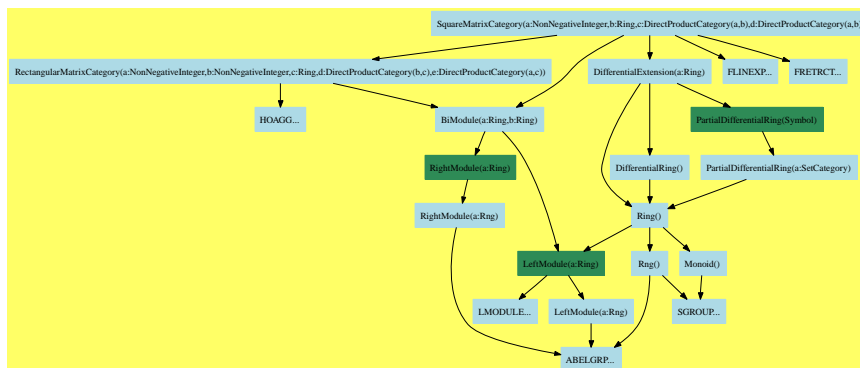 SquareMatrixCategory(a:NonNegativeInteger,b:Ring,c:DirectProductCategory(a,b),d:DirectProductCategory(a,b)
RectangularMatrixCategory(a:NonNegativeInteger,b:NonNegativeInteger,c:Ring,d:DirectProductCategory(b,c),e:DirectProductCategory(a,c))
DifferentialExtension(a:Ring)
FLINEXP...
FRETRCT...
HOAGG...
BiModule(a:Ring,b:Ring)
PartialDifferentialRing(Symbol)
RightModule(a:Ring)
DifferentialRing()
PartialDifferentialRing(a:SetCategory)
RightModule(a:Rng)
Ring()
LeftModule(a:Ring)
Rng()
Monoid()
LMODULE...
LeftModule(a:Rng)
SGROUP...
ABELGRP...